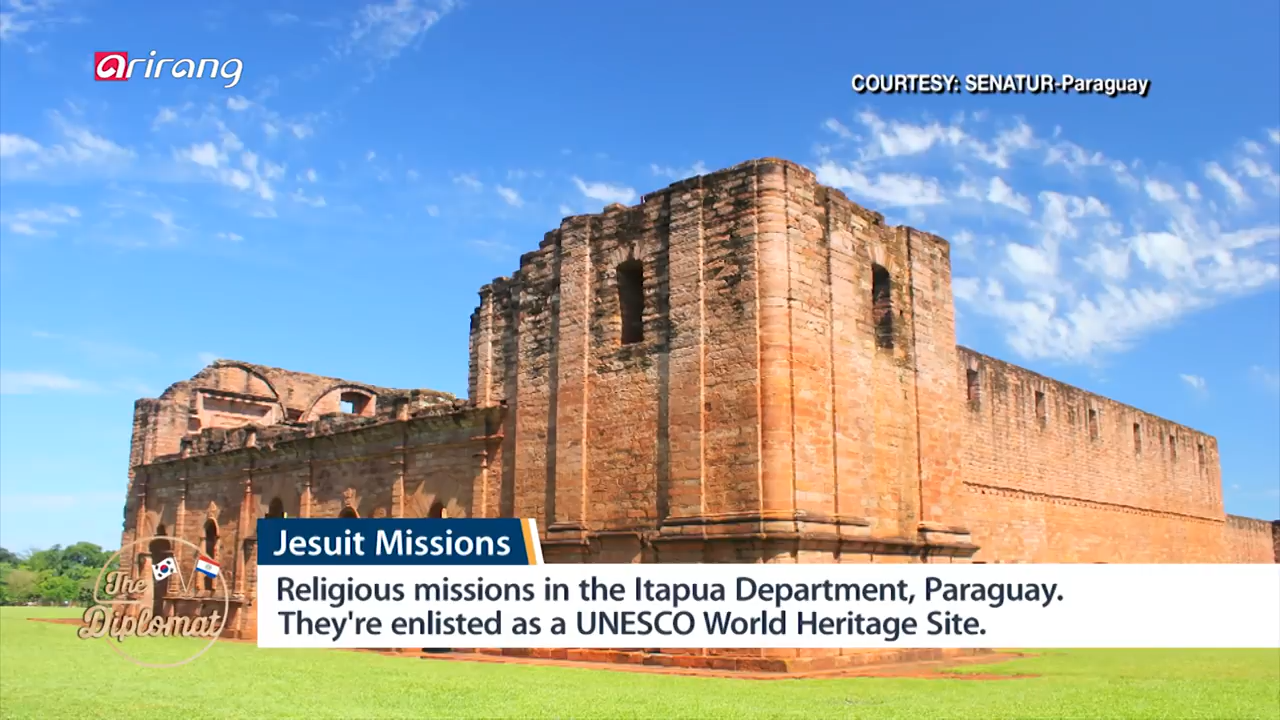 arirang
COURTESY: SENATUR-Paraguay
Jesuit Missions
Religious missions in the Itapua Department, Paraguay.
They're enlisted as a UNESCO World Heritage Site.
The
Diplomat